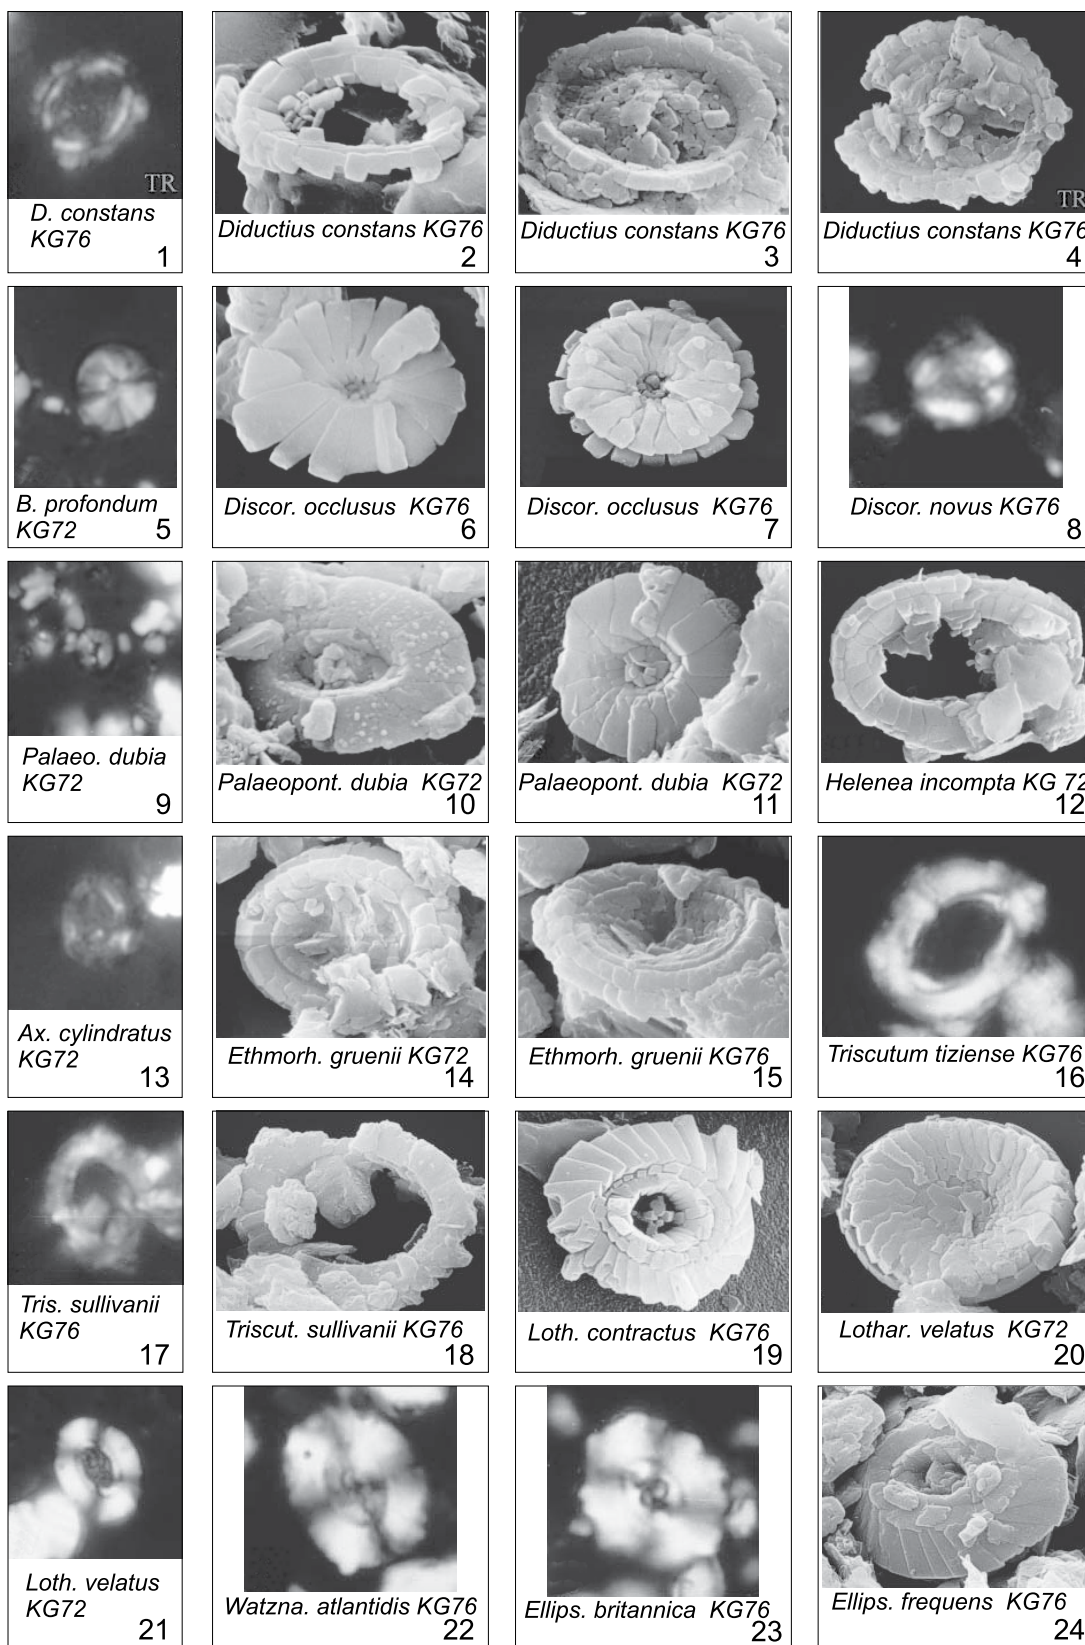 TR
D. constans
KG76
1
Diductius constans KG76
2
Diductius constans KG76
3
TR
Diductius constans KG76
4
B. profondum
KG72
5
Discor. occlusus KG76
6
Discor. occlusus KG76
7
Discor. novus KG76
8
Palaeo. dubia
KG72
9
Palaeopont. dubia KG72
10
Palaeopont. dubia KG72
11
Helenea incompta KG 72
12
Ax. cylindratus
KG72
13
Ethmorh. gruenii KG72
14
Ethmorh. gruenii KG76
15
Triscutum tiziense KG76
16
Tris. sullivanii
KG76
17
Triscut. sullivanii KG76
18
Loth. contractus KG76
19
Lothar. velatus KG72
20
Loth. velatus
KG72
21
Watzna. atlantidis KG76
22
Ellips. britannica KG76
23
Ellips. frequens KG76
24